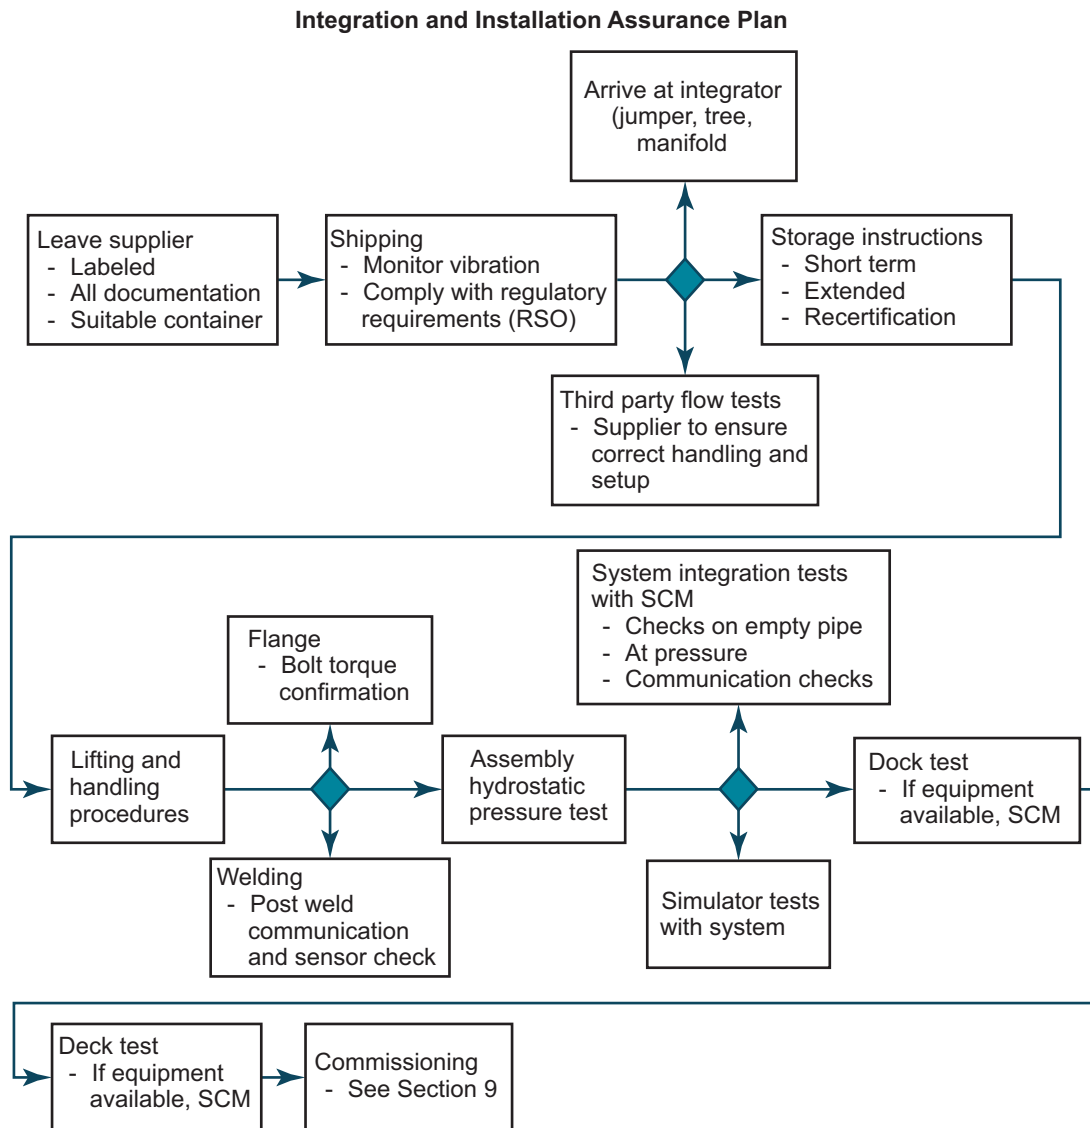 Integration and Installation Assurance Plan
Arrive at integrator
(jumper, tree,
manifold
Leave supplier
- Labeled
- All documentation
- Suitable container
Shipping
- Monitor vibration
- Comply with regulatory
requirements (RSO)
Storage instructions
- Short term
- Extended
- Recertification
Third party flow tests
- Supplier to ensure
correct handling and
setup
System integration tests
with SCM
- Checks on empty pipe
- At pressure
- Communication checks
Flange
- Bolt torque
confirmation
Lifting and
handling
procedures
Assembly
hydrostatic
pressure test
Dock test
- If equipment
available, SCM
Welding
- Post weld
communication
and sensor check
Simulator tests
with system
Deck test
- If equipment
available, SCM
Commissioning
- See Section 9